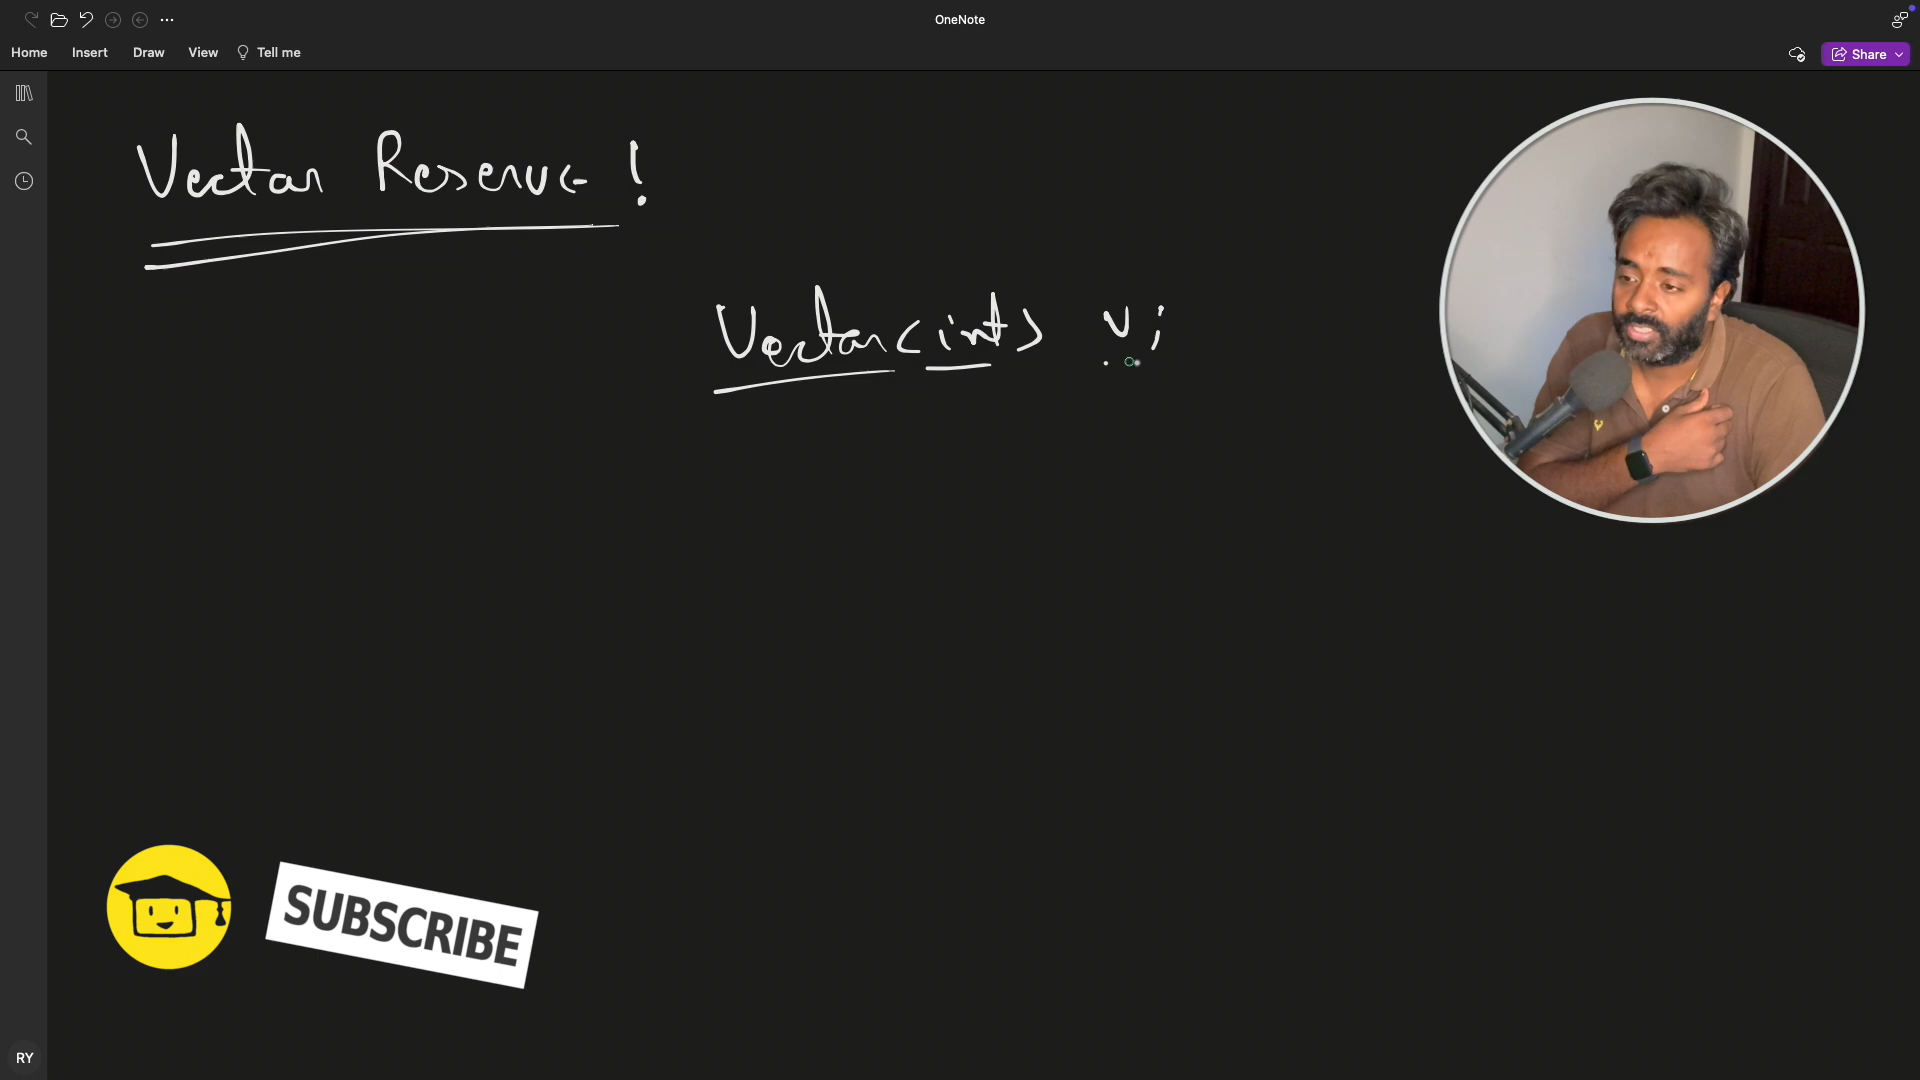 OneNote
Home Insert Draw View Tell me
Share
Vector Reserve !
Vector<int> v;
SUBSCRIBE
RY